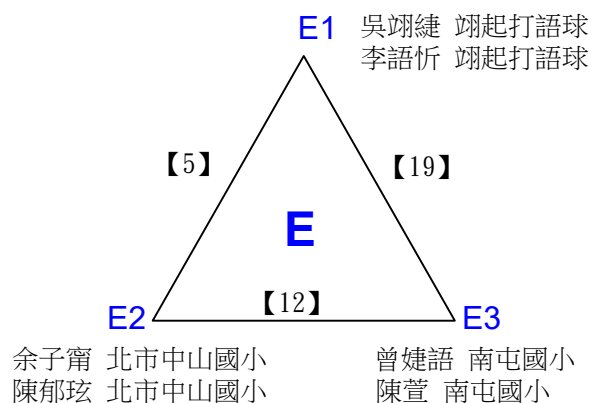 E1 吳翊緁 翊起打語球
李語忻 翊起打語球
【5】
【19】
E
【12】
E2
E3
余子甯 北市中山國小
陳郁玹 北市中山國小
曾婕語 南屯國小
陳萱 南屯國小